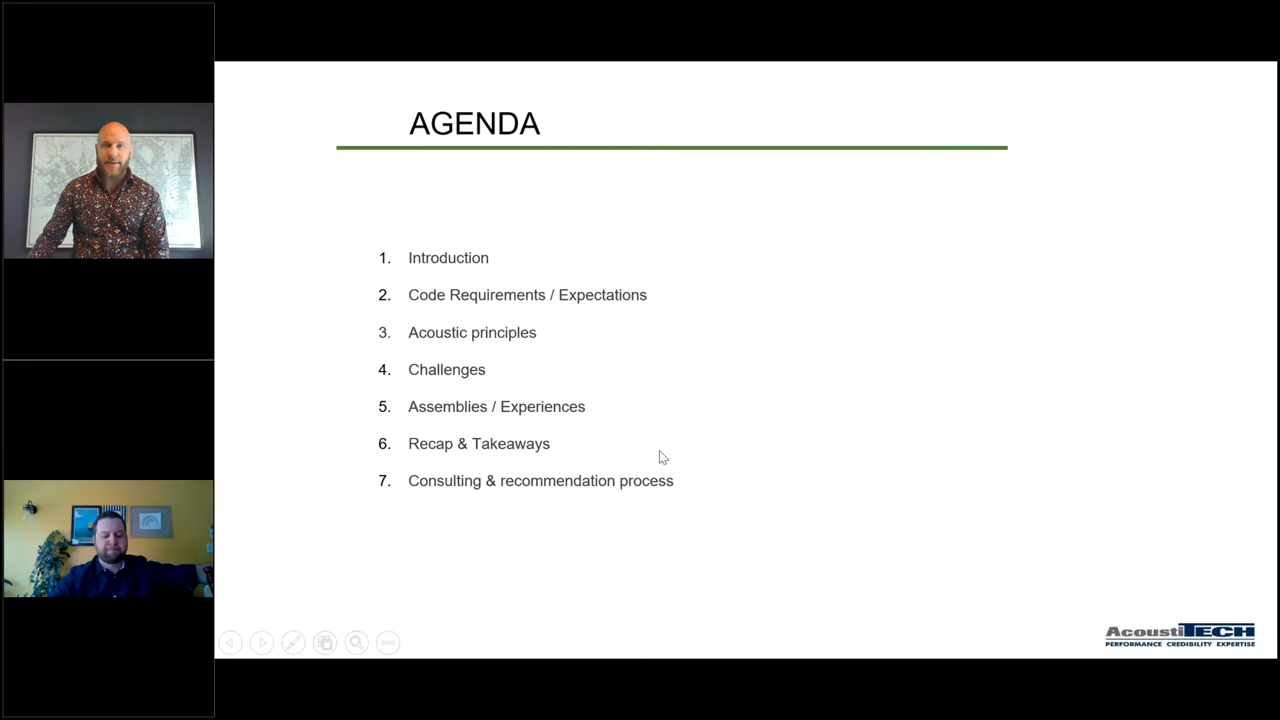 AGENDA
1. Introduction
2. Code Requirements / Expectations
3. Acoustic principles
4. Challenges
5. Assemblies / Experiences
6. Recap & Takeaways
7. Consulting & recommendation process
AcoustiTECH
PERFORMANCE CREDIBILITY EXPERTISE